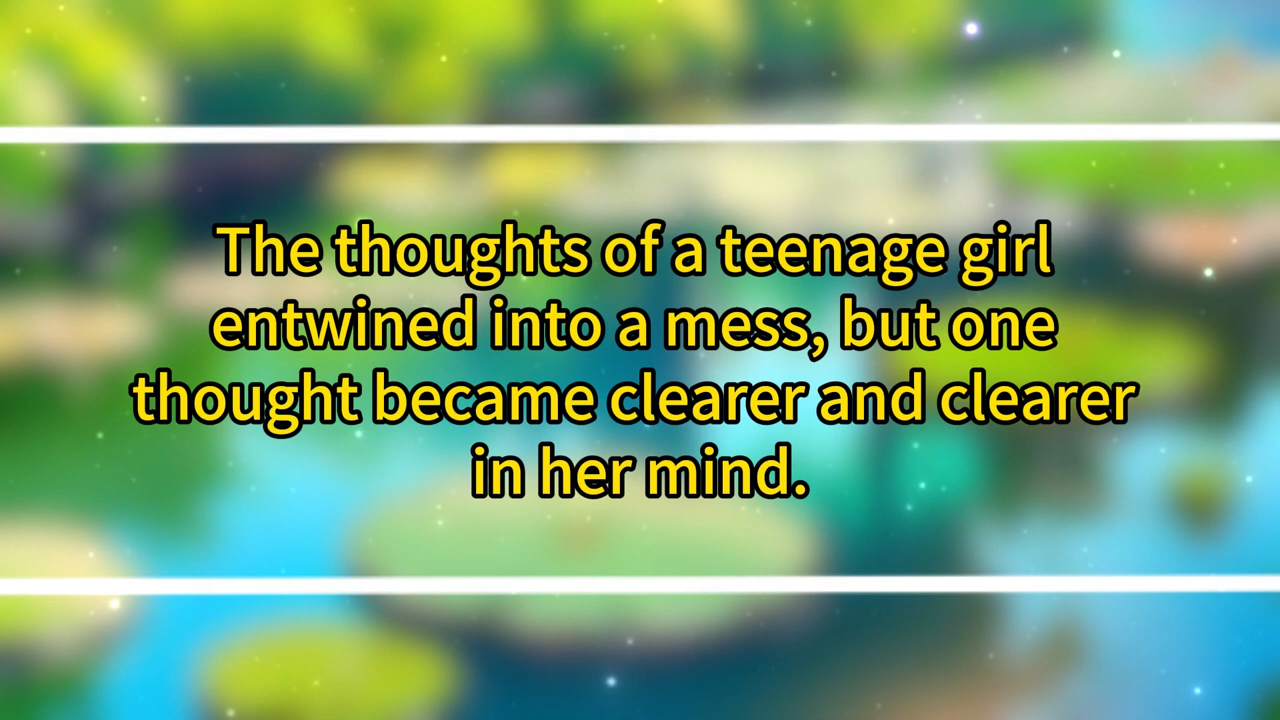 The thoughts of a teenage girl
entwined into a mess, but one
thought became clearer and clearer
in her mind.